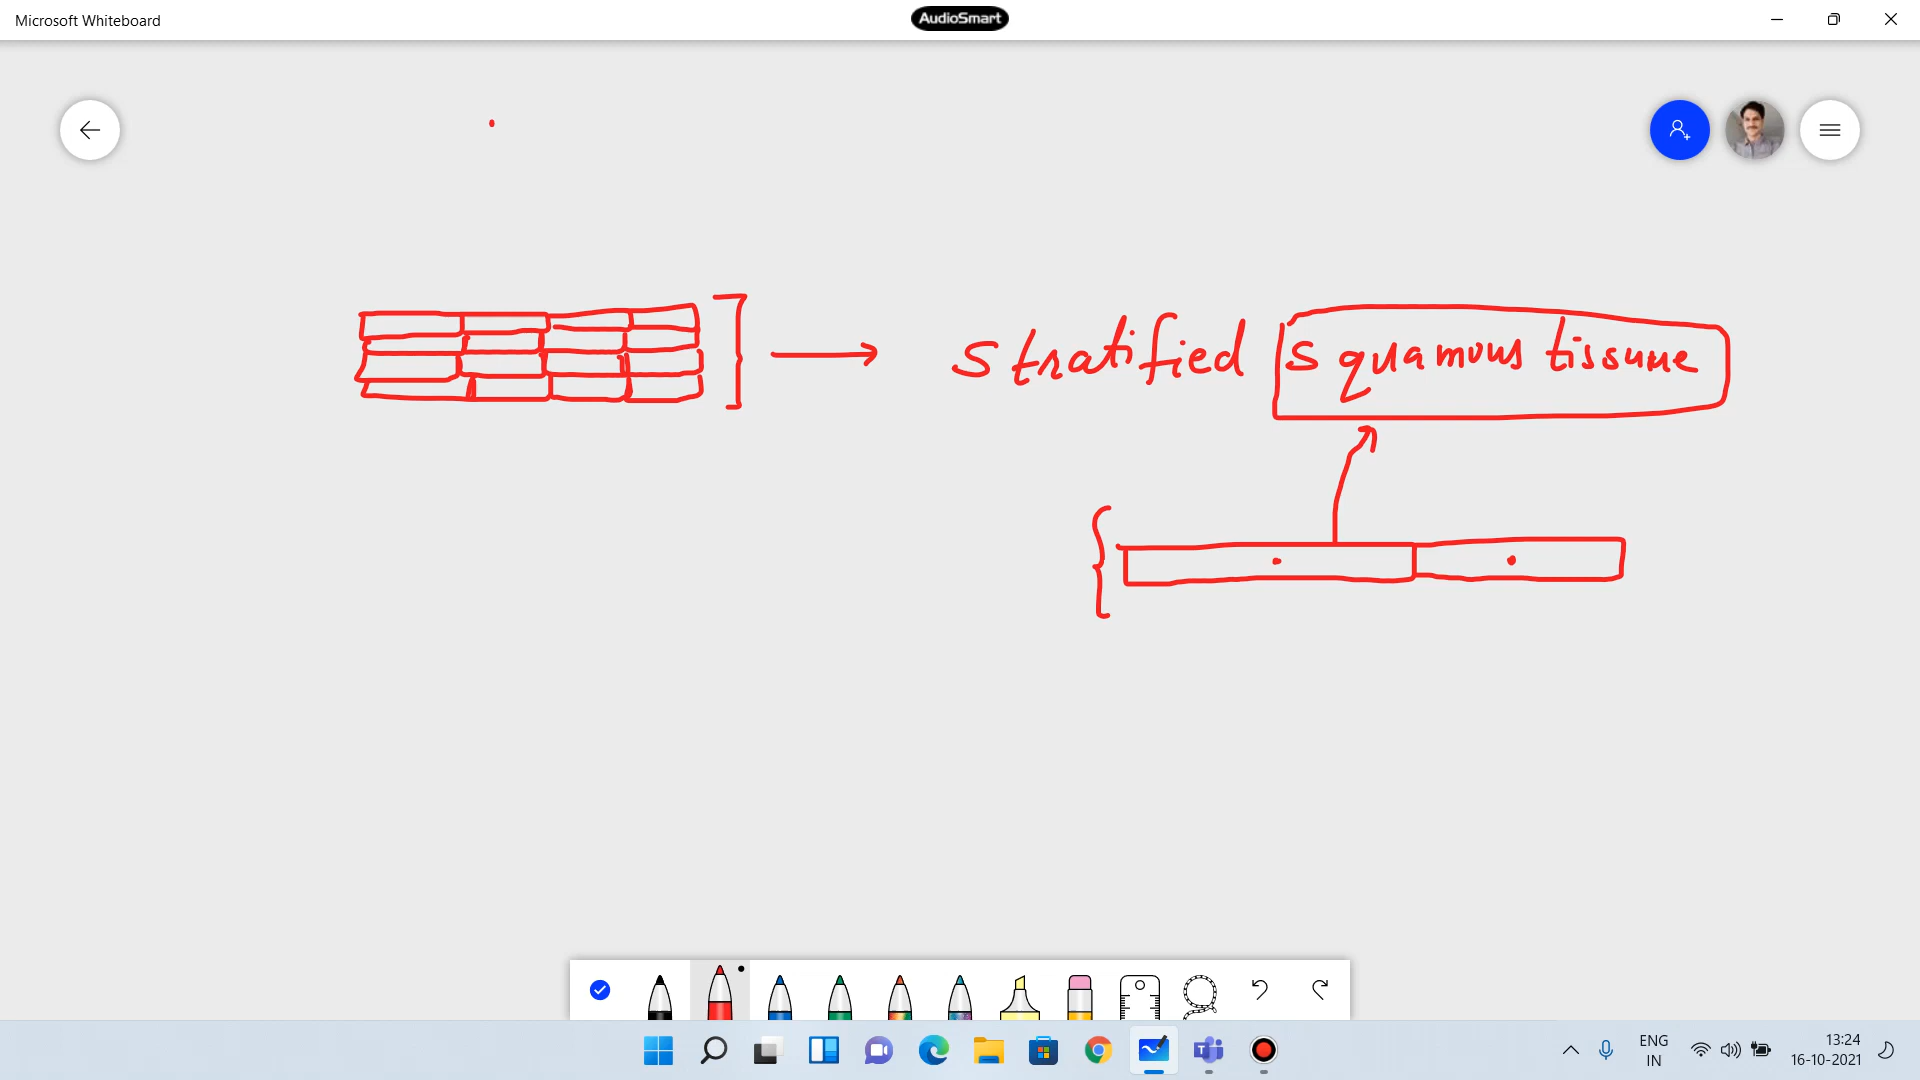 Microsoft Whiteboard
AudioSmart
stratified squamous tissue
ENG
IN
13:24
16-10-2021